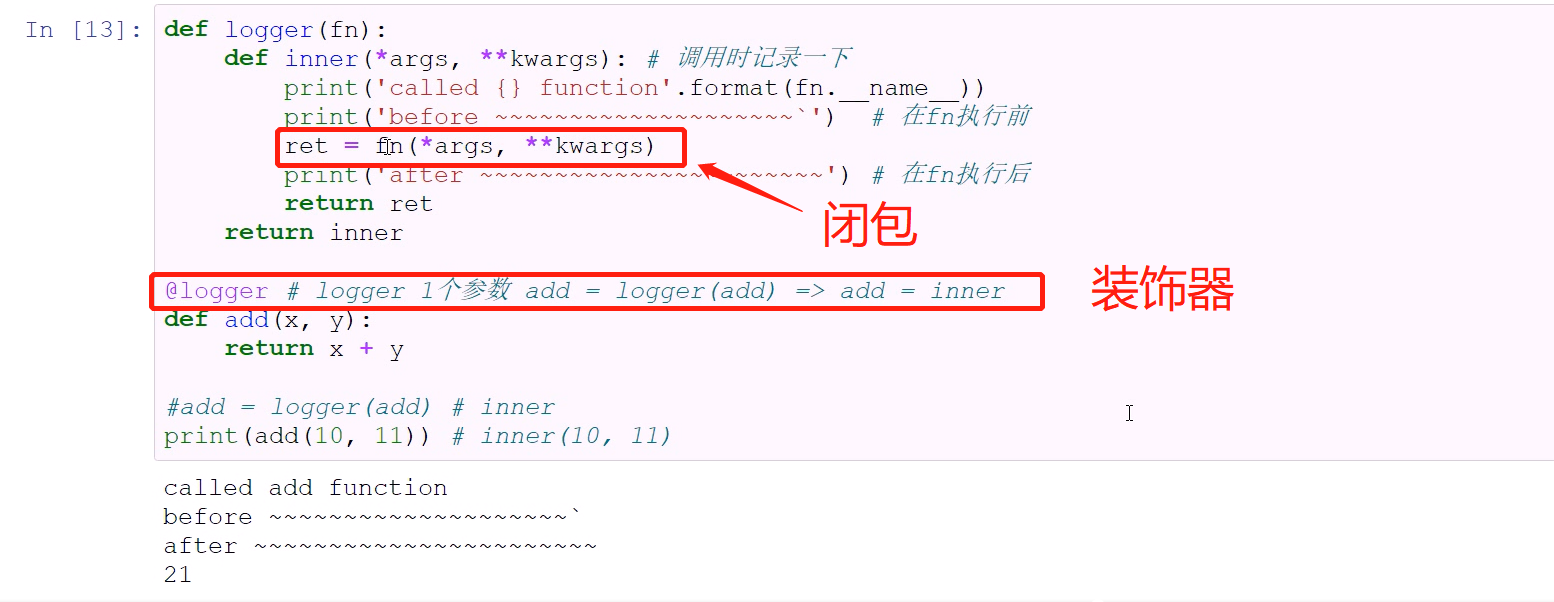 In [13]:
def logger(fn):
def inner(*args, **kwargs): # 调用时记录一下
print('called {} function'.format(fn.__name__))
print('before ~~~~~~~~~~~~~~~~~~~~`') # 在fn执行前
ret = fn(*args, **kwargs)
print('after ~~~~~~~~~~~~~~~~~~~~~~~') # 在fn执行后
return ret
闭包
return inner
@logger # logger 1个参数 add = logger(add) => add = inner
装饰器
def add(x, y):
return x + y
#add = logger(add) # inner
print(add(10, 11)) # inner(10, 11)
called add function
before ~~~~~~~~~~~~~~~~~~~~`
after ~~~~~~~~~~~~~~~~~~~~~~~
21